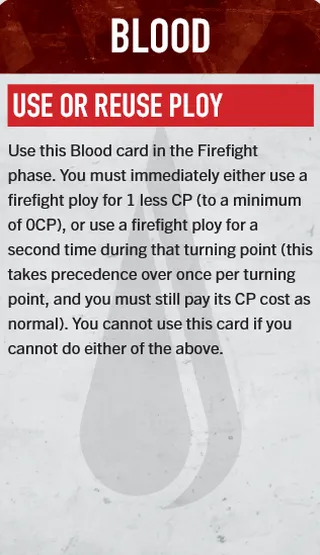 BLOOD
USE OR REUSE PLOY
Use this Blood card in the Firefight
phase. You must immediately either use a
firefight ploy for 1 less CP (to a minimum
of 0CP), or use a firefight ploy for a
second time during that turning point (this
takes precedence over once per turning
point, and you must still pay its CP cost as
normal). You cannot use this card if you
cannot do either of the above.